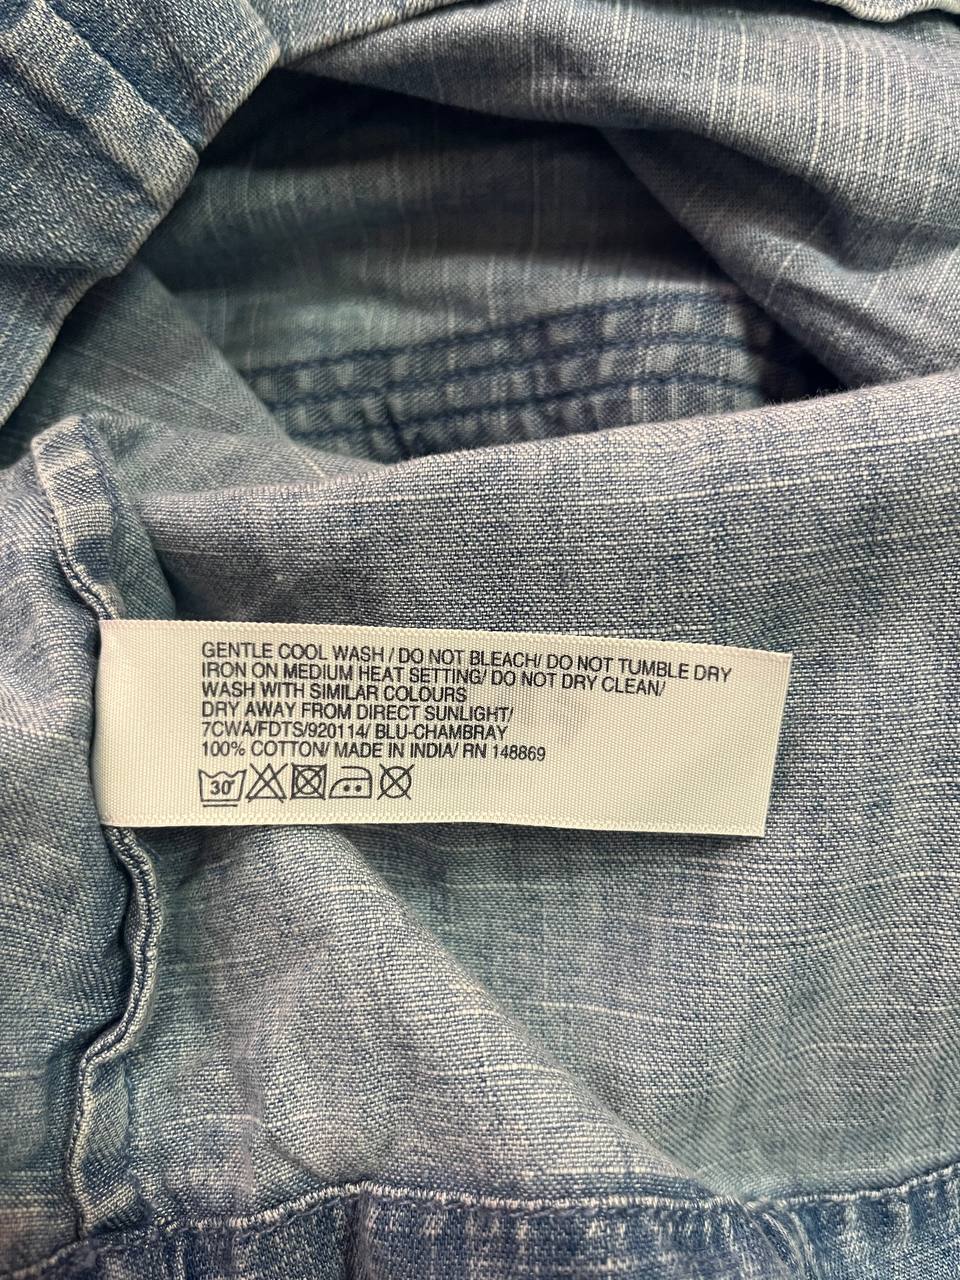 GENTLE COOL WASH / DO NOT BLEACH/ DO NOT TUMBLE DRY
IRON ON MEDIUM HEAT SETTING/ DO NOT DRY CLEAN/
WASH WITH SIMILAR COLOURS
DRY AWAY FROM DIRECT SUNLIGHT/
7CWA/FDTS/920114/ BLU-CHAMBRAY
100% COTTON/ MADE IN INDIA/ RN 148869
30°